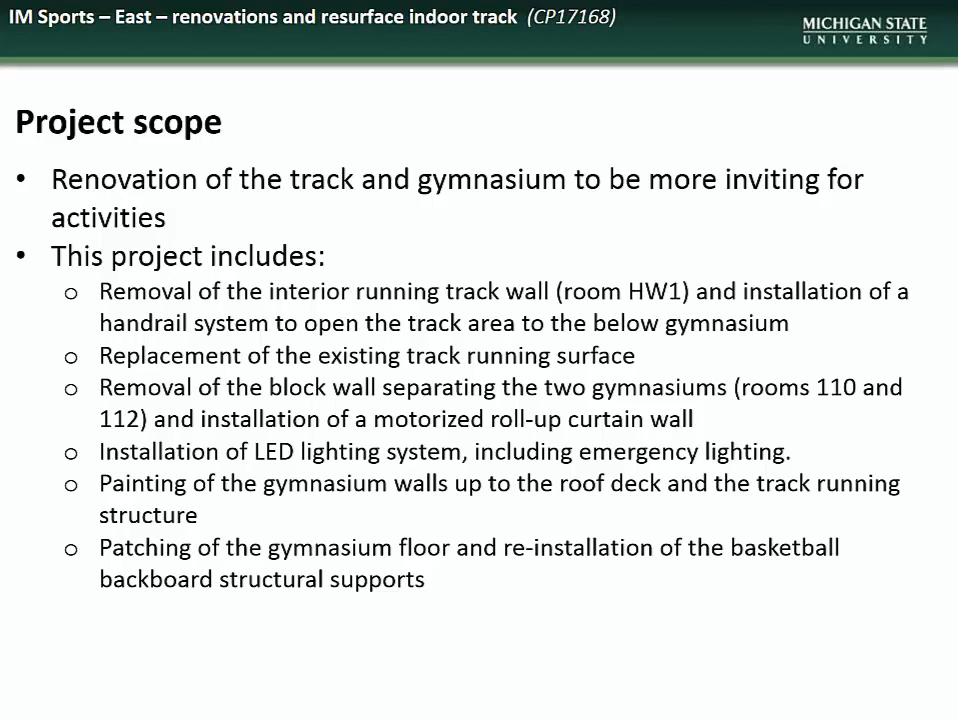 IM Sports – East – renovations and resurface indoor track (CP17168)
MICHIGAN STATE
UNIVERSITY
Project scope
• Renovation of the track and gymnasium to be more inviting for
activities
• This project includes:
o Removal of the interior running track wall (room HW1) and installation of a
handrail system to open the track area to the below gymnasium
o Replacement of the existing track running surface
o Removal of the block wall separating the two gymnasiums (rooms 110 and
112) and installation of a motorized roll-up curtain wall
o Installation of LED lighting system, including emergency lighting.
o Painting of the gymnasium walls up to the roof deck and the track running
structure
o Patching of the gymnasium floor and re-installation of the basketball
backboard structural supports